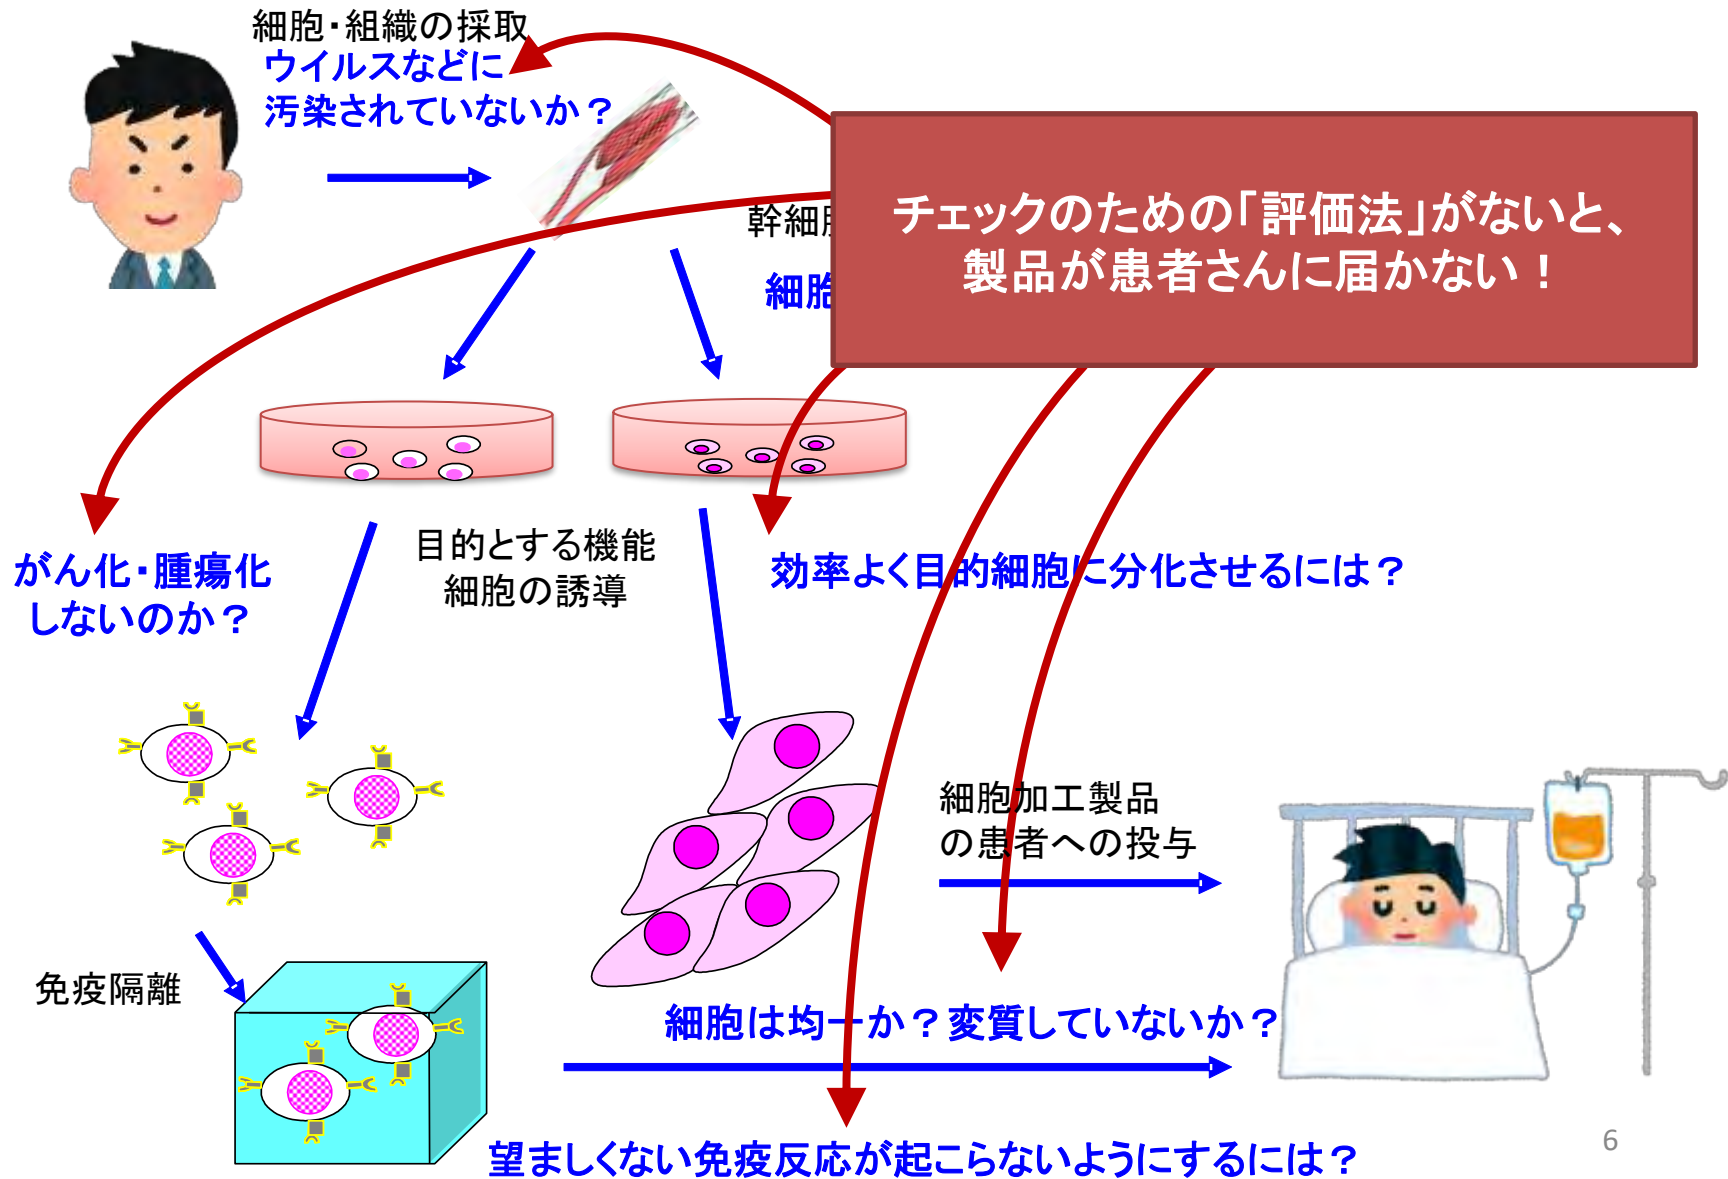 細胞・組織の採取
ウイルスなどに
汚染されていないか？
チェックのための「評価法」がないと、
製品が患者さんに届かない！
幹細
細胞
目的とする機能
細胞の誘導
効率よく目的細胞に分化させるには？
がん化・腫瘍化
しないのか？
細胞加工製品
の患者への投与
免疫隔離
細胞は均一か？変質していないか？
望ましくない免疫反応が起こらないようにするには？
6